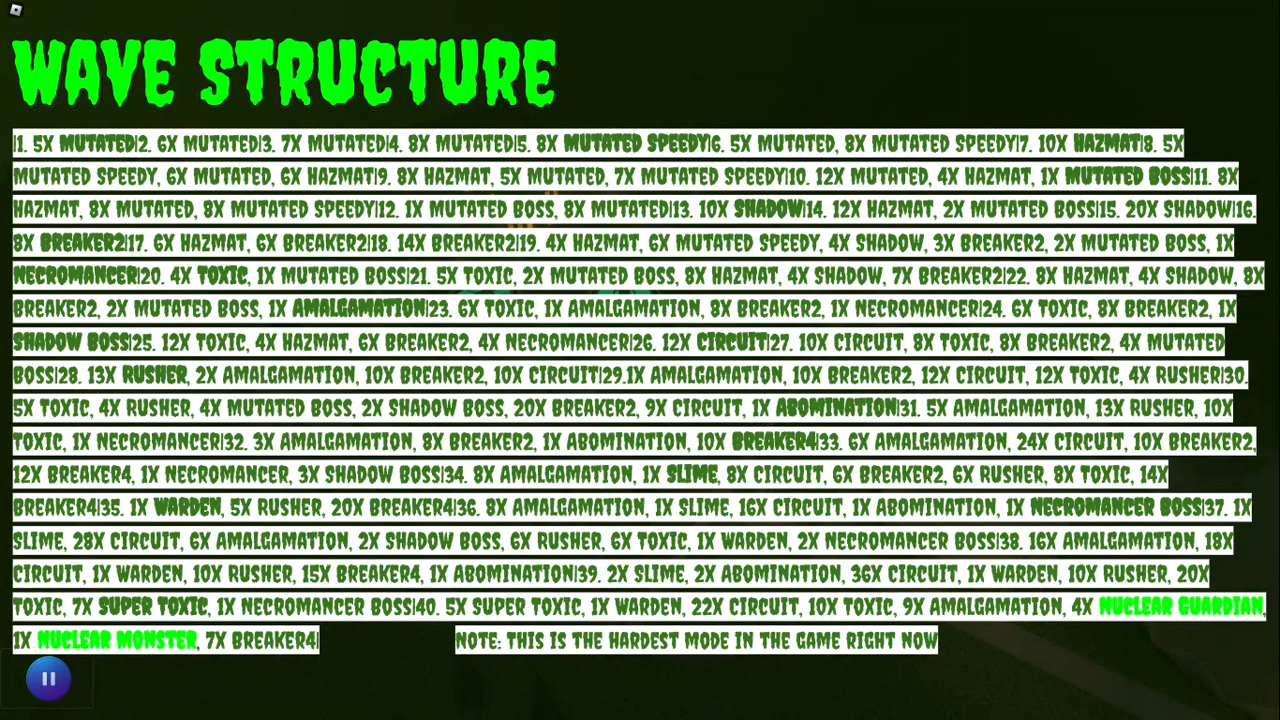 WAVE STRUCTURE
|1. 5X MUTATED|2. 6X MUTATED|3. 7X MUTATED|4. 8X MUTATED|5. 8X MUTATED SPEEDY|6. 5X MUTATED, 8X MUTATED SPEEDY|7. 10X HAZMAT|8. 5X
MUTATED SPEEDY, 6X MUTATED, 6X HAZMAT|9. 8X HAZMAT, 5X MUTATED, 7X MUTATED SPEEDY|10. 12X MUTATED, 4X HAZMAT, 1X MUTATED BOSS|11. 8X
HAZMAT, 8X MUTATED, 8X MUTATED SPEEDY|12. 1X MUTATED BOSS, 8X MUTATED|13. 10X SHADOW|14. 12X HAZMAT, 2X MUTATED BOSS|15. 20X SHADOW|16.
8X BREAKER2|17. 6X HAZMAT, 6X BREAKER2|18. 14X BREAKER2|19. 4X HAZMAT, 6X MUTATED SPEEDY, 4X SHADOW, 3X BREAKER2, 2X MUTATED BOSS, 1X
NECROMANCER|20. 4X TOXIC, 1X MUTATED BOSS|21. 5X TOXIC, 2X MUTATED BOSS, 8X HAZMAT, 4X SHADOW, 7X BREAKER2|22. 8X HAZMAT, 4X SHADOW, 8X
BREAKER2, 2X MUTATED BOSS, 1X AMALGAMATION|23. 6X TOXIC, 1X AMALGAMATION, 8X BREAKER2, 1X NECROMANCER|24. 6X TOXIC, 8X BREAKER2, 1X
SHADOW BOSS|25. 12X TOXIC, 4X HAZMAT, 6X BREAKER2, 4X NECROMANCER|26. 12X CIRCUIT|27. 10X CIRCUIT, 8X TOXIC, 8X BREAKER2, 4X MUTATED
BOSS|28. 13X RUSHER, 2X AMALGAMATION, 10X BREAKER2, 10X CIRCUIT|29.1X AMALGAMATION, 10X BREAKER2, 12X CIRCUIT, 12X TOXIC, 4X RUSHER|30.
5X TOXIC, 4X RUSHER, 4X MUTATED BOSS, 2X SHADOW BOSS, 20X BREAKER2, 9X CIRCUIT, 1X ABOMINATION|31. 5X AMALGAMATION, 13X RUSHER, 10X
TOXIC, 1X NECROMANCER|32. 3X AMALGAMATION, 8X BREAKER2, 1X ABOMINATION, 10X BREAKER4|33. 6X AMALGAMATION, 24X CIRCUIT, 10X BREAKER2,
12X BREAKER4, 1X NECROMANCER, 3X SHADOW BOSS|34. 8X AMALGAMATION, 1X SLIME, 8X CIRCUIT, 6X BREAKER2, 6X RUSHER, 8X TOXIC, 14X
BREAKER4|35. 1X WARDEN, 5X RUSHER, 20X BREAKER4|36. 8X AMALGAMATION, 1X SLIME, 16X CIRCUIT, 1X ABOMINATION, 1X NECROMANCER BOSS|37. 1X
SLIME, 28X CIRCUIT, 6X AMALGAMATION, 2X SHADOW BOSS, 6X RUSHER, 6X TOXIC, 1X WARDEN, 2X NECROMANCER BOSS|38. 16X AMALGAMATION, 18X
CIRCUIT, 1X WARDEN, 10X RUSHER, 15X BREAKER4, 1X ABOMINATION|39. 2X SLIME, 2X ABOMINATION, 36X CIRCUIT, 1X WARDEN, 10X RUSHER, 20X
TOXIC, 7X SUPER TOXIC, 1X NECROMANCER BOSS|40. 5X SUPER TOXIC, 1X WARDEN, 22X CIRCUIT, 10X TOXIC, 9X AMALGAMATION, 4X NUCLEAR GUARDIAN,
1X NUCLEAR MONSTER, 7X BREAKER4| NOTE: THIS IS THE HARDEST MODE IN THE GAME RIGHT NOW